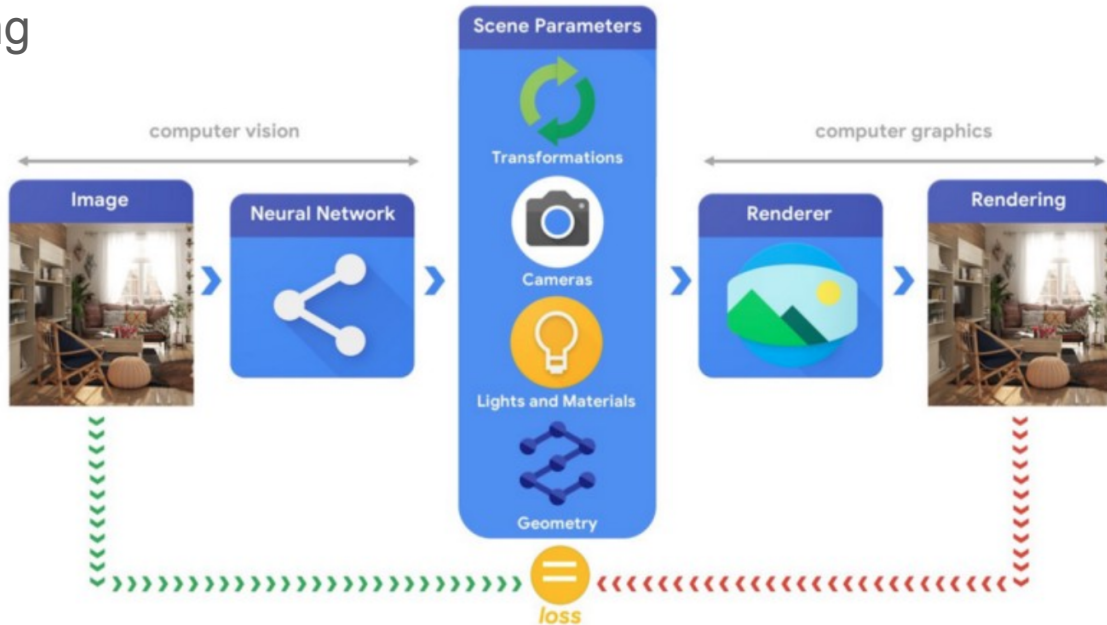 Scene Parameters
computer vision
computer graphics
Transformations
Image
Neural Network
Renderer
Rendering
Cameras
Lights and Materials
Geometry
loss